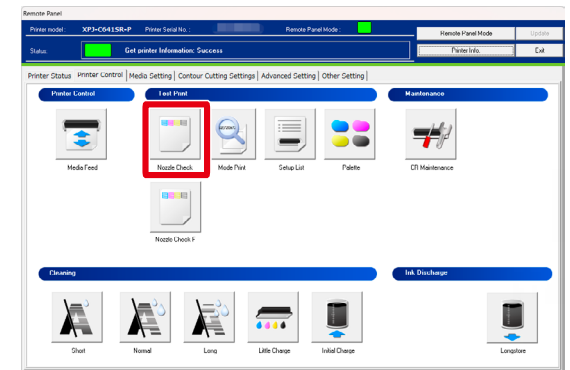 Remote Panel
Printer model : XPJ-C641SR-P Printer Serial No. : Remote Panel Mode : Remote Panel Mode Update
Status: Get printer Information: Success Printer Info. Exit
Printer Status Printer Control Media Setting Contour Cutting Settings Advanced Setting Other Setting
Printer Control Test Print Maintenance
Media Feed Nozzle Check Mode Print Setup List Palette CR Maintenance
Nozzle Check F
Cleaning Ink Discharge
Short Normal Long Little Charge Initial Charge Longstore